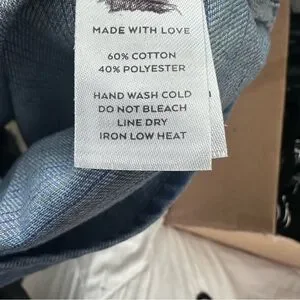 MADE WITH LOVE
60% COTTON
40% POLYESTER
HAND WASH COLD
DO NOT BLEACH
LINE DRY
IRON LOW HEAT